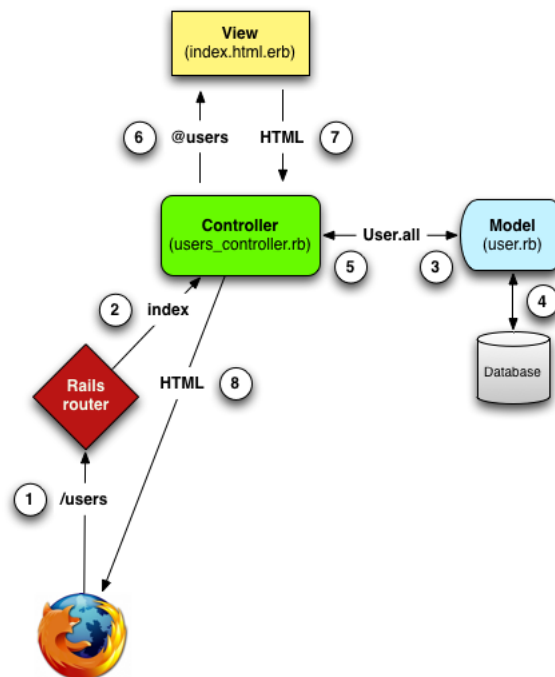 View
(index.html.erb)
6 @users HTML 7
Controller
(users_controller.rb)
User.all
5 3
Model
(user.rb)
4
Database
2 index
Rails
router
HTML 8
1 /users